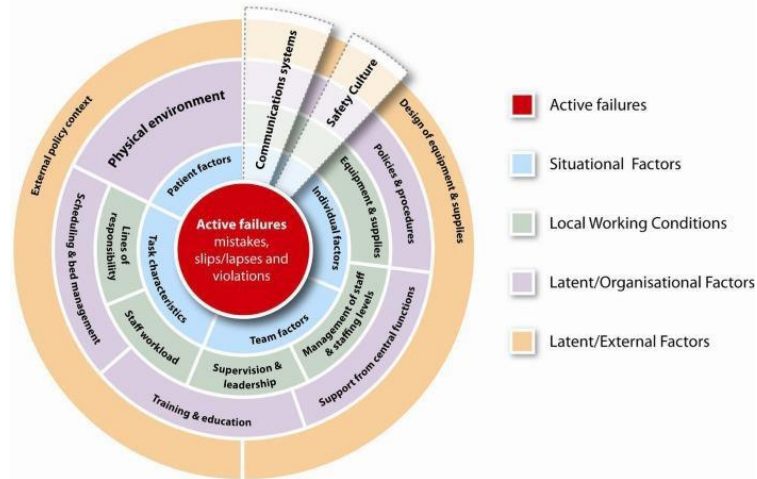 Active failures
mistakes,
slips/lapses and
violations
Patient factors
Individual factors
Team factors
Task characteristics
Equipment & supplies
Management of staff
& staffing levels
Supervision &
leadership
Staff workload
Lines of
responsibility
Physical environment
Policies & procedures
Support from central functions
Training & education
Scheduling & bed management
External policy context
Design of equipment & supplies
Communications systems
Safety Culture
Active failures
Situational Factors
Local Working Conditions
Latent/Organisational Factors
Latent/External Factors